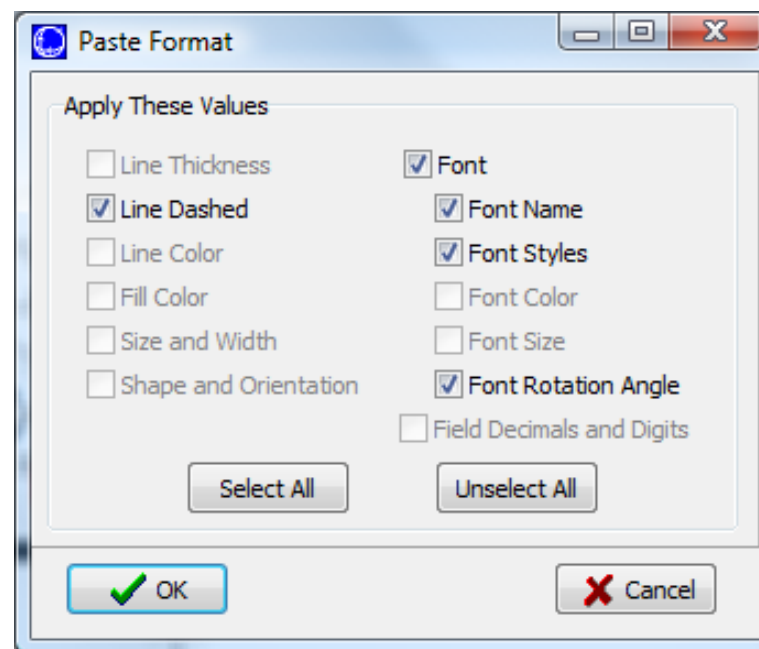 Paste Format
Apply These Values
Line Thickness
Font
Line Dashed
Font Name
Line Color
Font Styles
Fill Color
Font Color
Size and Width
Font Size
Shape and Orientation
Font Rotation Angle
Field Decimals and Digits
Select All
Unselect All
OK
Cancel